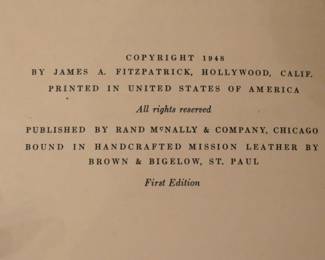 COPYRIGHT 1948
BY JAMES A. FITZPATRICK, HOLLYWOOD, CALIF.
PRINTED IN UNITED STATES OF AMERICA
All rights reserved
PUBLISHED BY RAND MCNALLY & COMPANY, CHICAGO
BOUND IN HANDCRAFTED MISSION LEATHER BY
BROWN & BIGELOW, ST. PAUL
First Edition